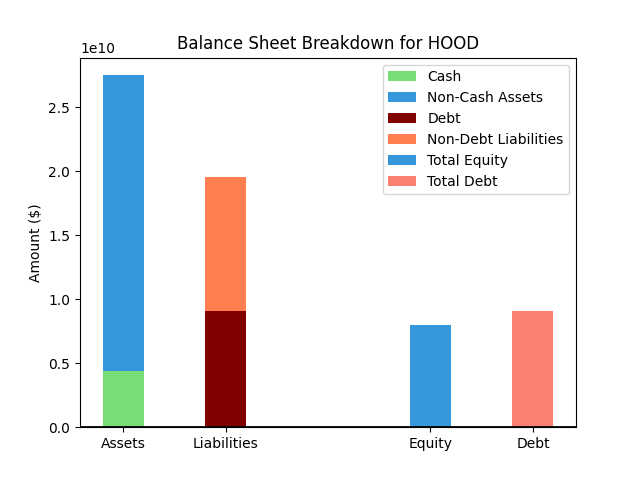 Balance Sheet Breakdown for HOOD
1e10
Cash
Non-Cash Assets
Debt
Non-Debt Liabilities
Total Equity
Total Debt
Amount ($)
2.5
2.0
1.5
1.0
0.5
0.0
Assets
Liabilities
Equity
Debt